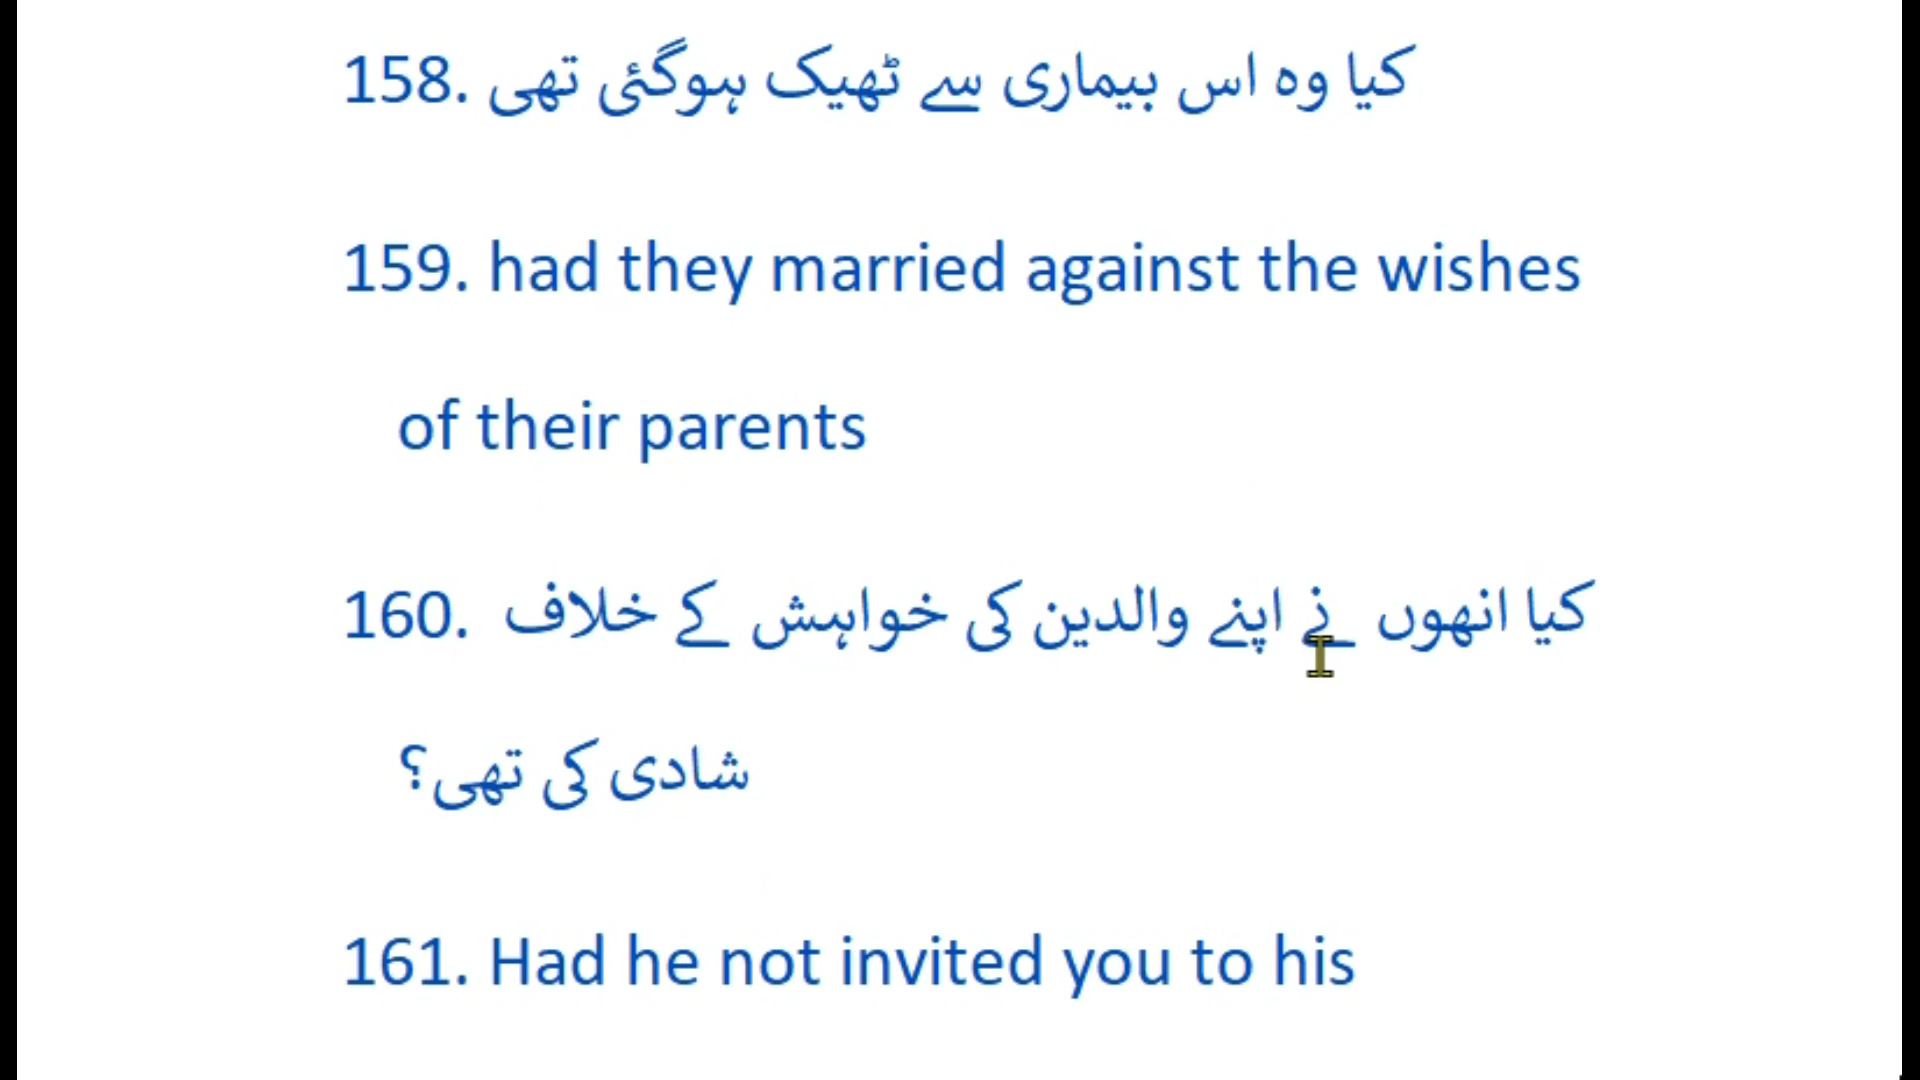 158. کیا وہ اس بیماری سے ٹھیک ہوگئی تھی
159. had they married against the wishes
of their parents
160. کیا انھوں نے اپنے والدین کی خواہش کے خلاف
شادی کی تھی؟
161. Had he not invited you to his